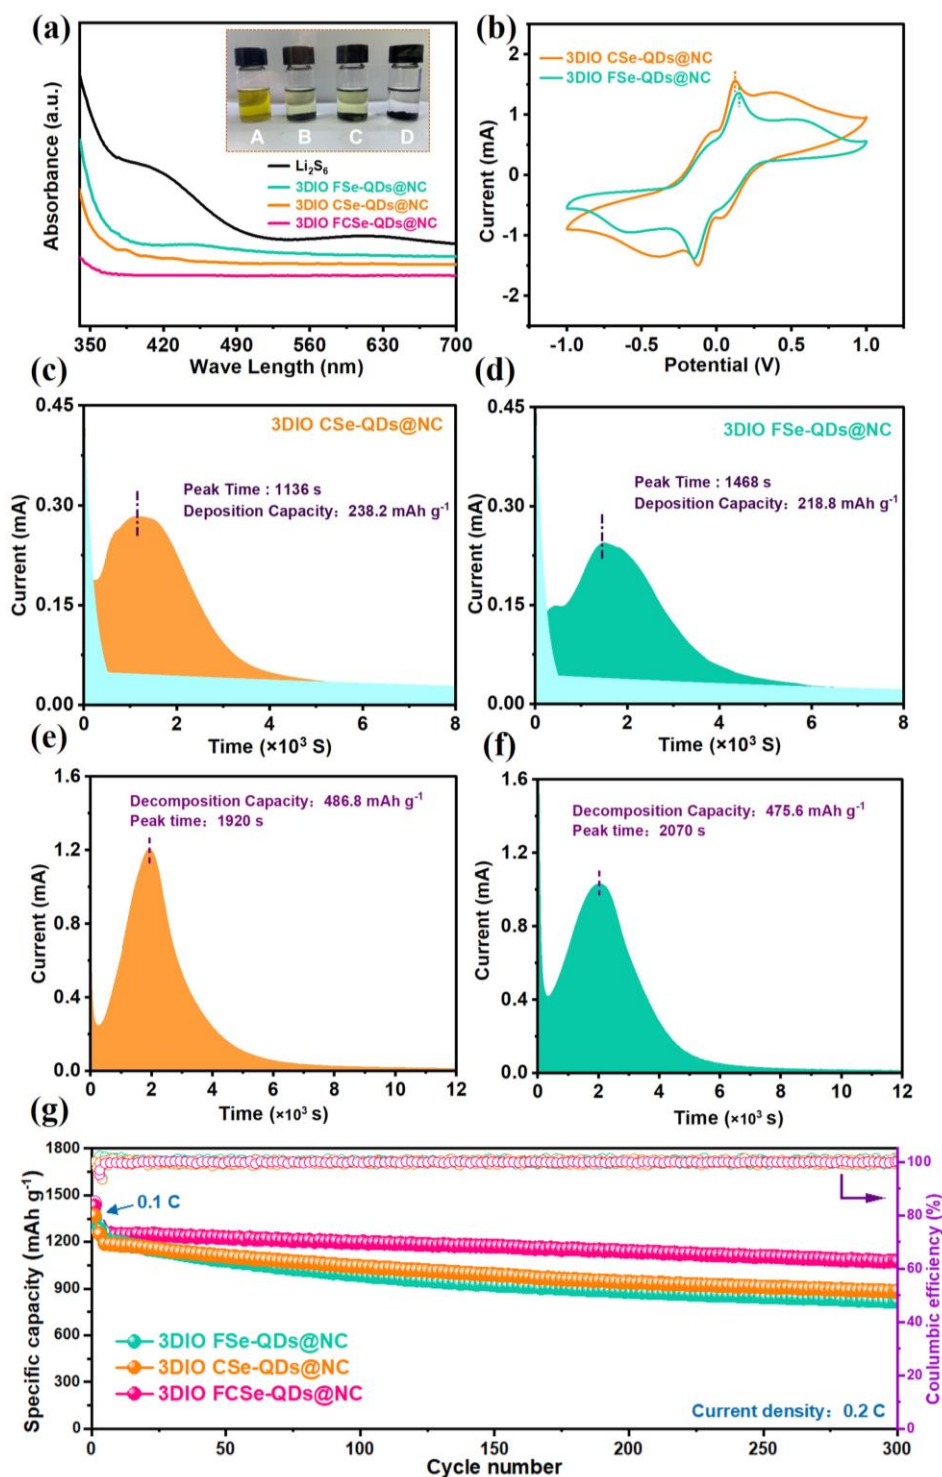 (a)
Absorbance (a.u.)
A B C D
Li₂S₆
3DIO FSe-QDs@NC
3DIO CSe-QDs@NC
3DIO FCSe-QDs@NC
350 420 490 560 630 700
Wave Length (nm)
(b)
Current (mA)
3DIO CSe-QDs@NC
3DIO FSe-QDs@NC
2
1
0
-1
-2
-1.0 -0.5 0.0 0.5 1.0
Potential (V)
(c)
Current (mA)
0.45
0.30
0.15
0.00
3DIO CSe-QDs@NC
Peak Time : 1136 s
Deposition Capacity: 238.2 mAh g⁻¹
0 2 4 6 8
Time (×10³ S)
(d)
Current (mA)
0.45
0.30
0.15
0.00
3DIO FSe-QDs@NC
Peak Time : 1468 s
Deposition Capacity: 218.8 mAh g⁻¹
0 2 4 6 8
Time (×10³ S)
(e)
Current (mA)
1.6
1.2
0.8
0.4
0.0
Decomposition Capacity: 486.8 mAh g⁻¹
Peak time: 1920 s
0 2 4 6 8 10 12
Time (×10³ s)
(f)
Current (mA)
1.6
1.2
0.8
0.4
0.0
Decomposition Capacity: 475.6 mAh g⁻¹
Peak time: 2070 s
0 2 4 6 8 10 12
Time (×10³ s)
(g)
Specific capacity (mAh g⁻¹)
1800
1500
1200
900
600
300
0
0.1 C
3DIO FSe-QDs@NC
3DIO CSe-QDs@NC
3DIO FCSe-QDs@NC
Current density: 0.2 C
100
80
60
40
20
0
Coulumbic efficiency (%)
0 50 100 150 200 250 300
Cycle number